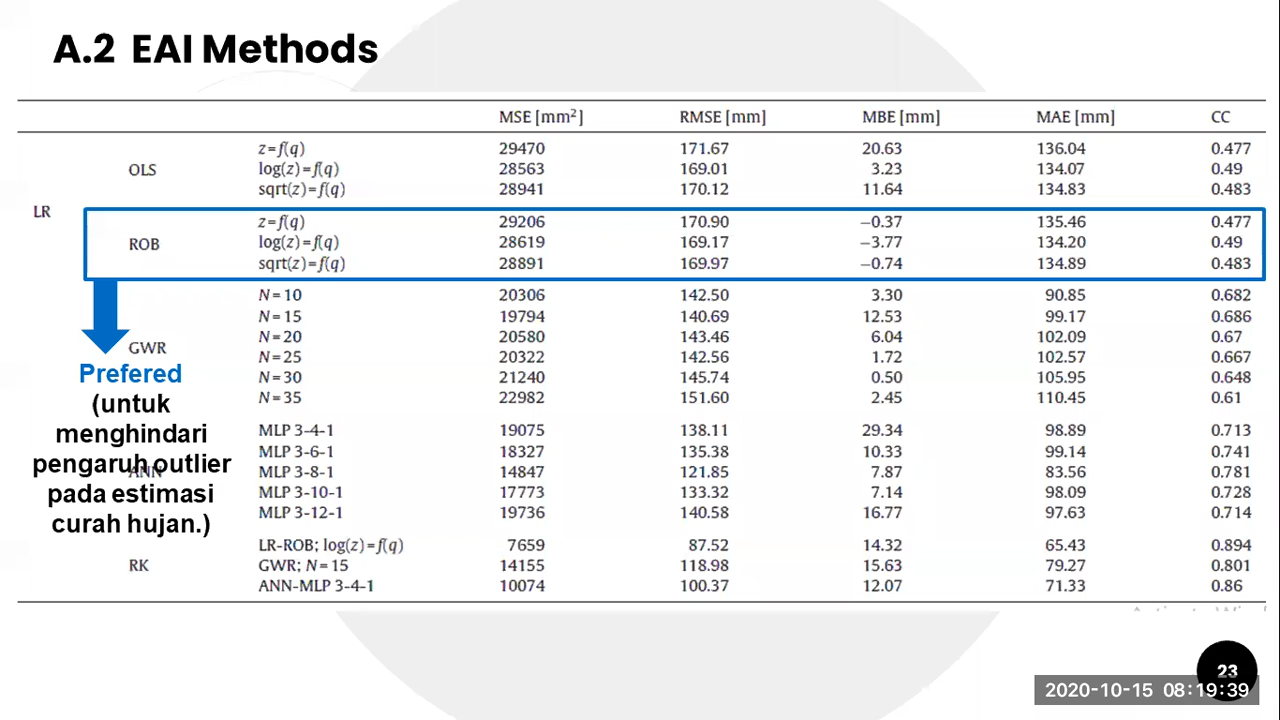 A.2 EAI Methods
MSE [mm²] RMSE [mm] MBE [mm] MAE [mm] CC
LR
OLS
z=f(q) 29470 171.67 20.63 136.04 0.477
log(z)=f(q) 28563 169.01 3.23 134.07 0.49
sqrt(z)=f(q) 28941 170.12 11.64 134.83 0.483
ROB
z=f(q) 29206 170.90 −0.37 135.46 0.477
log(z)=f(q) 28619 169.17 −3.77 134.20 0.49
sqrt(z)=f(q) 28891 169.97 −0.74 134.89 0.483
GWR
N=10 20306 142.50 3.30 90.85 0.682
N=15 19794 140.69 12.53 99.17 0.686
N=20 20580 143.46 6.04 102.09 0.67
N=25 20322 142.56 1.72 102.57 0.667
N=30 21240 145.74 0.50 105.95 0.648
N=35 22982 151.60 2.45 110.45 0.61
ANN
MLP 3-4-1 19075 138.11 29.34 98.89 0.713
MLP 3-6-1 18327 135.38 10.33 99.14 0.741
MLP 3-8-1 14847 121.85 7.87 83.56 0.781
MLP 3-10-1 17773 133.32 7.14 98.09 0.728
MLP 3-12-1 19736 140.58 16.77 97.63 0.714
RK
LR-ROB; log(z)=f(q) 7659 87.52 14.32 65.43 0.894
GWR; N=15 14155 118.98 15.63 79.27 0.801
ANN-MLP 3-4-1 10074 100.37 12.07 71.33 0.86
Prefered
(untuk
menghindari
pengaruh outlier
pada estimasi
curah hujan.)
23
2020-10-15 08:19:39